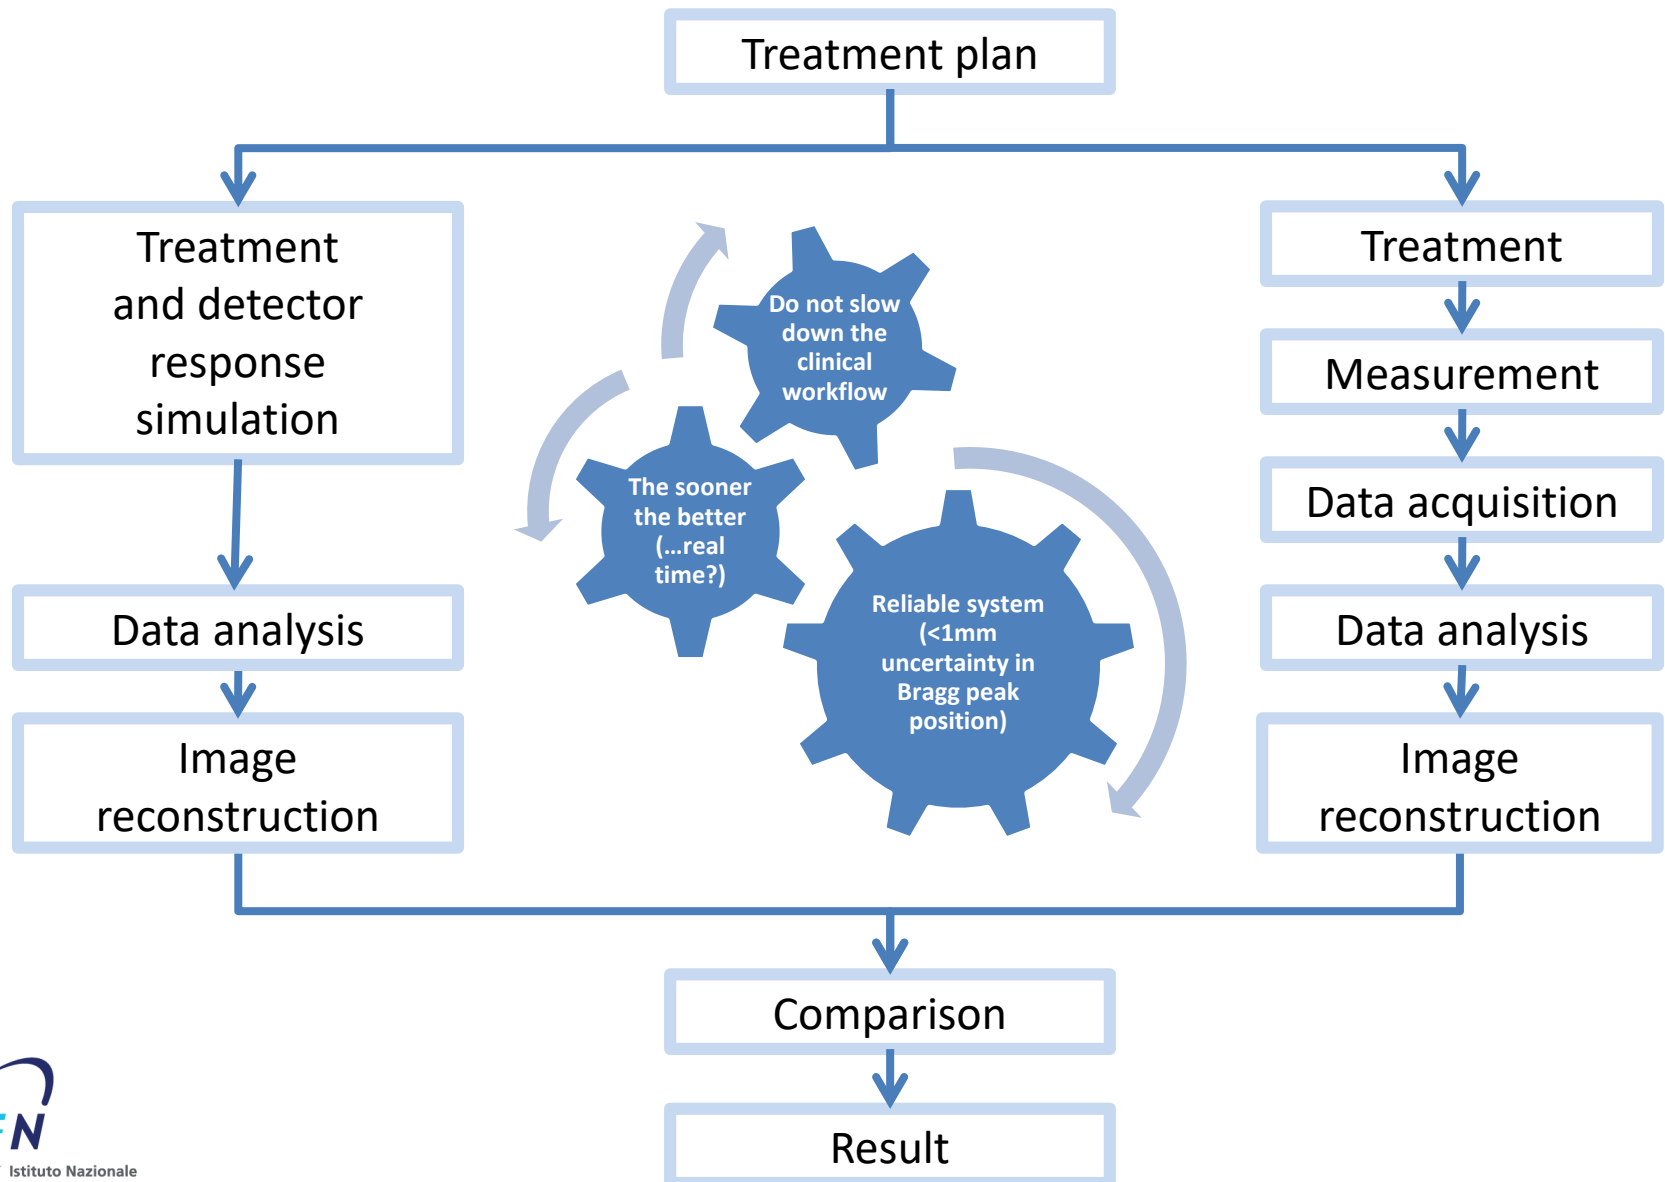 Treatment plan
Treatment
and detector
response
simulation
Data analysis
Image
reconstruction
Do not slow
down the
clinical
workflow
The sooner
the better
(...real
time?)
Reliable system
(<1mm
uncertainty in
Bragg peak
position)
Treatment
Measurement
Data acquisition
Data analysis
Image
reconstruction
Comparison
Result
N
Istituto Nazionale